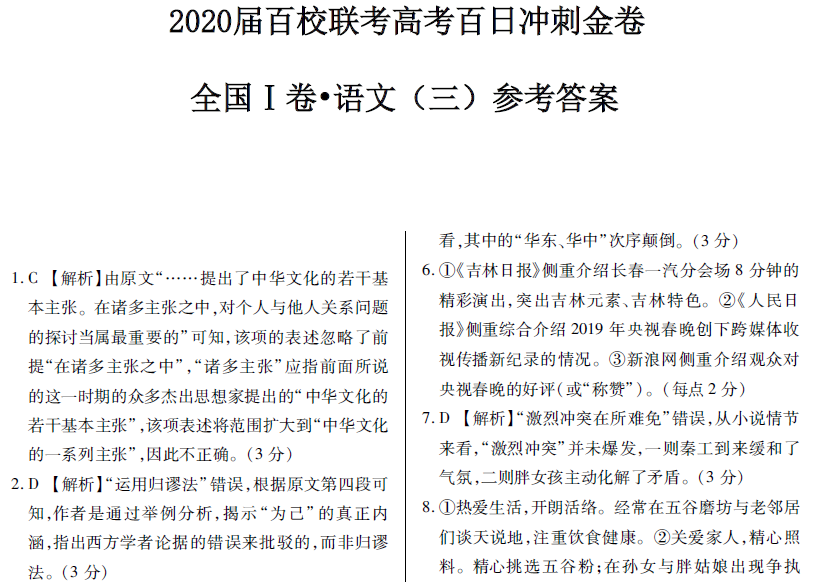 2020届百校联考高考百日冲刺金卷
全国Ⅰ卷•语文（三）参考答案
1. C 【解析】由原文“……提出了中华文化的若干基
本主张。在诸多主张之中，对个人与他人关系问题
的探讨当属最重要的”可知，该项的表述忽略了前
提“在诸多主张之中”，“诸多主张”应指前面所说
的这一时期的众多杰出思想家提出的“中华文化的
若干基本主张”，该项表述将范围扩大到“中华文化
的一系列主张”，因此不正确。（3 分）
2. D 【解析】“运用归谬法”错误，根据原文第四段可
知，作者是通过举例分析，揭示“为己”的真正内
涵，指出西方学者论据的错误来批驳的，而非归谬
法。（3 分）
看，其中的“华东、华中”次序颠倒。（3 分）
6. ①《吉林日报》侧重介绍长春一汽分会场 8 分钟的
精彩演出，突出吉林元素、吉林特色。②《人民日
报》侧重综合介绍 2019 年央视春晚创下跨媒体收
视传播新纪录的情况。③新浪网侧重介绍观众对
央视春晚的好评（或“称赞”）。（每点 2 分）
7. D 【解析】“激烈冲突在所难免”错误，从小说情节
来看，“激烈冲突”并未爆发，一则秦工到来缓和了
气氛，二则胖女孩主动化解了矛盾。（3 分）
8. ①热爱生活，开朗活络。经常在五谷磨坊与老邻居
们谈天说地，注重饮食健康。②关爱家人，精心照
料。精心挑选五谷粉；在孙女与胖姑娘出现争执